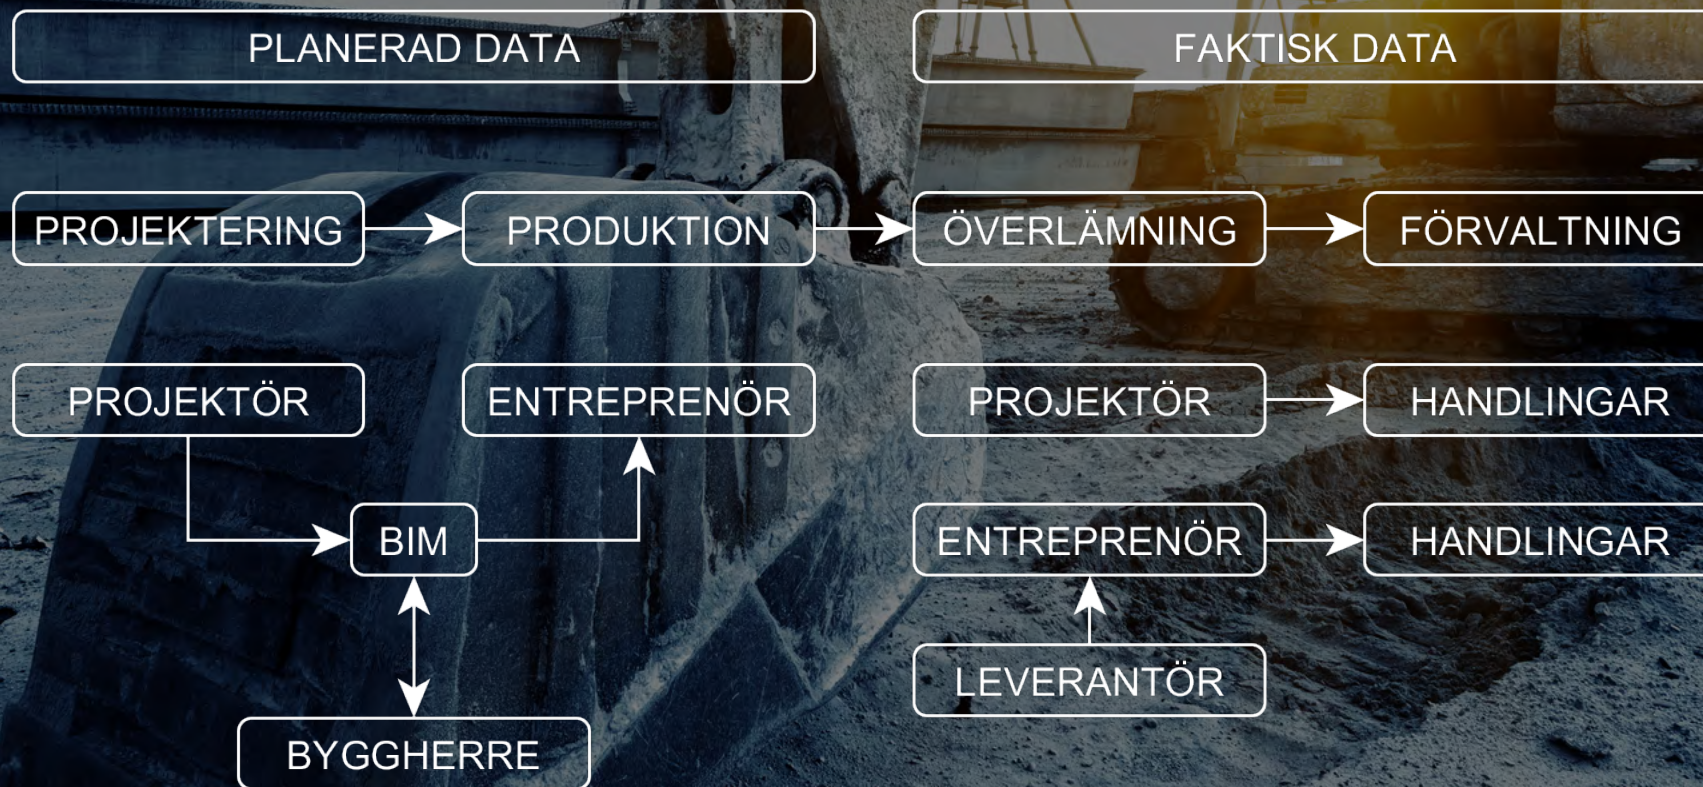 PLANERAD DATA
FAKTISK DATA
PROJEKTERING
PRODUKTION
ÖVERLÄMNING
FÖRVALTNING
PROJEKTÖR
ENTREPRENÖR
PROJEKTÖR
HANDLINGAR
BIM
ENTREPRENÖR
HANDLINGAR
LEVERANTÖR
BYGGHERRE